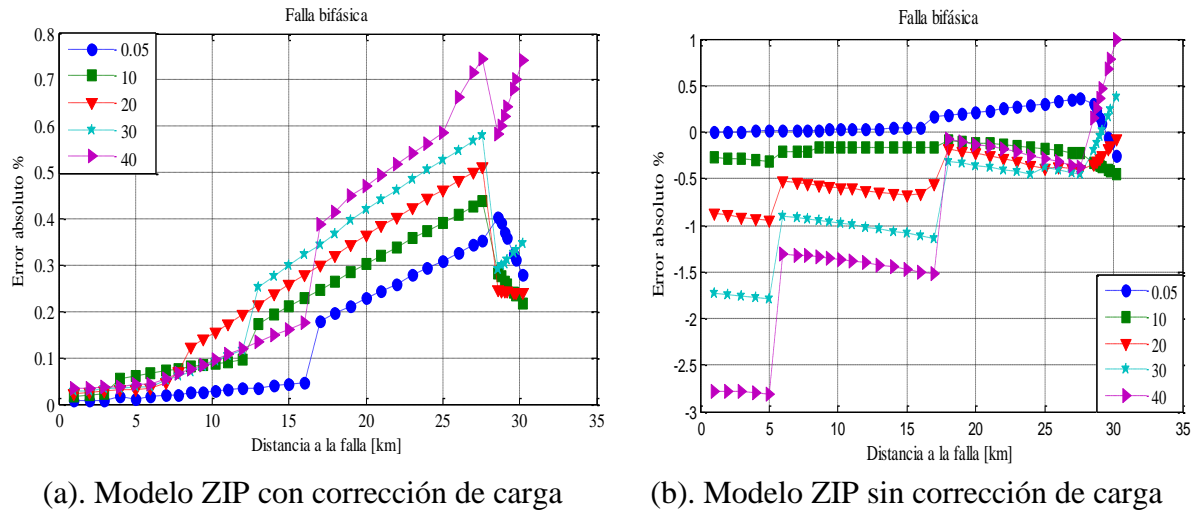 Falla bifásica
0.8
0.7
0.6
0.5
0.4
0.3
0.2
0.1
0
0.05
10
20
30
40
Error absoluto %
0 5 10 15 20 25 30 35
Distancia a la falla [km]
(a). Modelo ZIP con corrección de carga
Falla bifásica
1
0.5
0
-0.5
-1
-1.5
-2
-2.5
-3
0.05
10
20
30
40
Error absoluto %
0 5 10 15 20 25 30 35
Distancia a la falla [km]
(b). Modelo ZIP sin corrección de carga